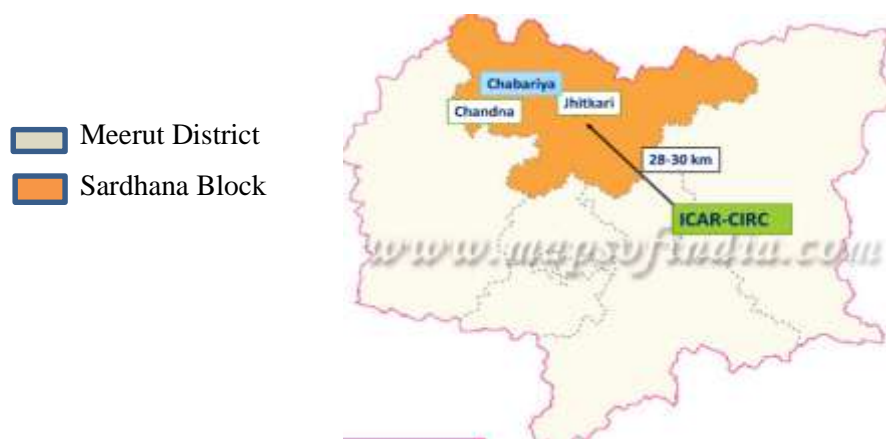 Meerut District
Sardhana Block
Chabariya
Jhitkari
Chandna
28-30 km
ICAR-CIRC
www.mapsofindia.com